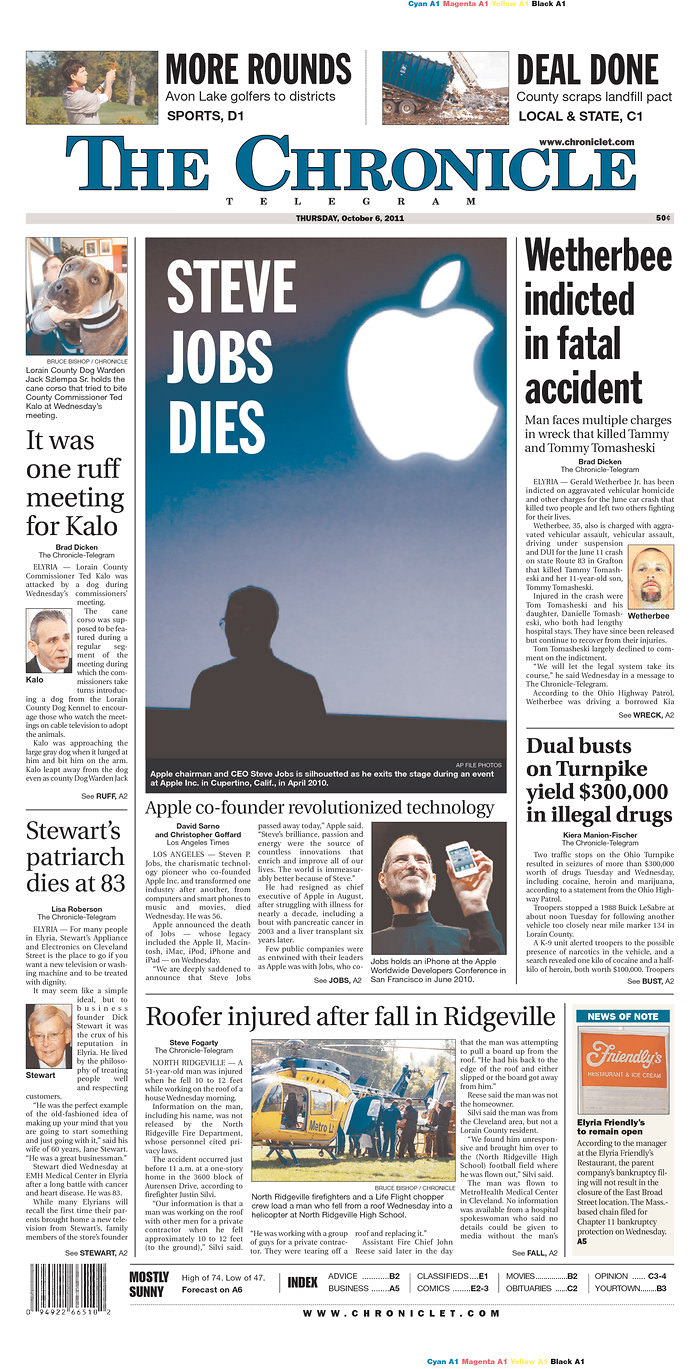 Cyan A1 Magenta A1 Yellow A1 Black A1
MORE ROUNDS
Avon Lake golfers to districts
SPORTS, D1
DEAL DONE
County scraps landfill pact
LOCAL & STATE, C1
www.chroniclet.com
THE CHRONICLE
TELEGRAM
THURSDAY, October 6, 2011
50¢
BRUCE BISHOP / CHRONICLE
Lorain County Dog Warden
Jack Szlempa Sr. holds the
cane corso that tried to bite
County Commissioner Ted
Kalo at Wednesday's
meeting.
It was
one ruff
meeting
for Kalo
Brad Dicken
The Chronicle-Telegram
ELYRIA — Lorain County
Commissioner Ted Kalo was
attacked by a dog during
Wednesday's commissioners'
meeting.
The cane
corso was sup-
posed to be fea-
tured during a
regular seg-
ment of the
meeting during
which the com-
missioners take
turns introduc-
Kalo
ing a dog from the Lorain
County Dog Kennel to encour-
age those who watch the meet-
ings on cable television to adopt
the animals.
Kalo was approaching the
large gray dog when it lunged at
him and bit him on the arm.
Kalo leapt away from the dog
even as county Dog Warden Jack
See RUFF, A2
Stewart's
patriarch
dies at 83
Lisa Roberson
The Chronicle-Telegram
ELYRIA — For many people
in Elyria, Stewart's Appliance
and Electronics on Cleveland
Street is the place to go if you
want a new television or wash-
ing machine and to be treated
with dignity.
It may seem like a simple
ideal, but to
business
founder Dick
Stewart it was
the crux of his
reputation in
Elyria. He lived
by the philoso-
phy of treating
people well
and respecting
Stewart
customers.
"He was the perfect example
of the old-fashioned idea of
making up your mind that you
are going to start something
and just going with it," said his
wife of 60 years, Jane Stewart.
"He was a great businessman."
Stewart died Wednesday at
EMH Medical Center in Elyria
after a long battle with cancer
and heart disease. He was 83.
While many Elyrians will
recall the first time their par-
ents brought home a new tele-
vision from Stewart's, family
members of the store's founder
See STEWART, A2
STEVE
JOBS
DIES
AP FILE PHOTOS
Apple chairman and CEO Steve Jobs is silhouetted as he exits the stage during an event
at Apple Inc. in Cupertino, Calif., in April 2010.
Apple co-founder revolutionized technology
David Sarno
and Christopher Goffard
Los Angeles Times
LOS ANGELES — Steven P.
Jobs, the charismatic technol-
ogy pioneer who co-founded
Apple Inc. and transformed one
industry after another, from
computers and smart phones to
music and movies, died
Wednesday. He was 56.
Apple announced the death
of Jobs — whose legacy
included the Apple II, Macin-
tosh, iMac, iPod, iPhone and
iPad — on Wednesday.
"We are deeply saddened to
announce that Steve Jobs
passed away today," Apple said.
"Steve's brilliance, passion and
energy were the source of
countless innovations that
enrich and improve all of our
lives. The world is immeasur-
ably better because of Steve."
He had resigned as chief
executive of Apple in August,
after struggling with illness for
nearly a decade, including a
bout with pancreatic cancer in
2003 and a liver transplant six
years later.
Few public companies were
as entwined with their leaders
as Apple was with Jobs, who co-
See JOBS, A2
Jobs holds an iPhone at the Apple
Worldwide Developers Conference in
San Francisco in June 2010.
Wetherbee
indicted
in fatal
accident
Man faces multiple charges
in wreck that killed Tammy
and Tommy Tomasheski
Brad Dicken
The Chronicle-Telegram
ELYRIA — Gerald Wetherbee Jr. has been
indicted on aggravated vehicular homicide
and other charges for the June car crash that
killed two people and left two others fighting
for their lives.
Wetherbee, 35, also is charged with aggra-
vated vehicular assault, vehicular assault,
driving under suspension
and DUI for the June 11 crash
on state Route 83 in Grafton
that killed Tammy Tomash-
eski and her 11-year-old son,
Tommy Tomasheski.
Injured in the crash were
Tom Tomasheski and his
daughter, Danielle Tomash-
eski, who both had lengthy
Wetherbee
hospital stays. They have since been released
but continue to recover from their injuries.
Tom Tomasheski largely declined to com-
ment on the indictment.
"We will let the legal system take its
course," he said Wednesday in a message to
The Chronicle-Telegram.
According to the Ohio Highway Patrol,
Wetherbee was driving a borrowed Kia
See WRECK, A2
Dual busts
on Turnpike
yield $300,000
in illegal drugs
Kiera Manion-Fischer
The Chronicle-Telegram
Two traffic stops on the Ohio Turnpike
resulted in seizures of more than $300,000
worth of drugs Tuesday and Wednesday,
including cocaine, heroin and marijuana,
according to a statement from the Ohio High-
way Patrol.
Troopers stopped a 1988 Buick LeSabre at
about noon Tuesday for following another
vehicle too closely near mile marker 134 in
Lorain County.
A K-9 unit alerted troopers to the possible
presence of narcotics in the vehicle, and a
search revealed one kilo of cocaine and a half-
kilo of heroin, both worth $100,000. Troopers
See BUST, A2
Roofer injured after fall in Ridgeville
Steve Fogarty
The Chronicle-Telegram
NORTH RIDGEVILLE — A
51-year-old man was injured
when he fell 10 to 12 feet
while working on the roof of a
house Wednesday morning.
Information on the man,
including his name, was not
released by the North
Ridgeville Fire Department,
whose personnel cited pri-
vacy laws.
The accident occurred just
before 11 a.m. at a one-story
home in the 3600 block of
Aurensen Drive, according to
firefighter Justin Silvi.
"Our information is that a
man was working on the roof
with other men for a private
contractor when he fell
approximately 10 to 12 feet
(to the ground)," Silvi said.
Metro Li
BRUCE BISHOP / CHRONICLE
North Ridgeville firefighters and a Life Flight chopper
crew load a man who fell from a roof Wednesday into a
helicopter at North Ridgeville High School.
"He was working with a group
of guys for a private contrac-
tor. They were tearing off a
roof and replacing it."
Assistant Fire Chief John
Reese said later in the day
that the man was attempting
to pull a board up from the
roof. "He had his back to the
edge of the roof and either
slipped or the board got away
from him."
Reese said the man was not
the homeowner.
Silvi said the man was from
the Cleveland area, but not a
Lorain County resident.
"We found him unrespon-
sive and brought him over to
the (North Ridgeville High
School) football field where
he was flown out," Silvi said.
The man was flown to
MetroHealth Medical Center
in Cleveland. No information
was available from a hospital
spokeswoman who said no
details could be given to
media without the man's
See FALL, A2
NEWS OF NOTE
Friendly's
RESTAURANT & ICE CREAM
Elyria Friendly's
to remain open
According to the manager
at the Elyria Friendly's
Restaurant, the parent
company's bankruptcy fil-
ing will not result in the
closure of the East Broad
Street location. The Mass.-
based chain filed for
Chapter 11 bankruptcy
protection on Wednesday.
A5
0 94922 66510 2
MOSTLY
SUNNY
High of 74. Low of 47.
Forecast on A6
INDEX
ADVICE ............B2
BUSINESS ........A5
CLASSIFIEDS....E1
COMICS .......E2-3
MOVIES..............B2
OBITUARIES .....C2
OPINION ...... C3-4
YOURTOWN.......B3
WWW.CHRONICLET.COM
Cyan A1 Magenta A1 Yellow A1 Black A1